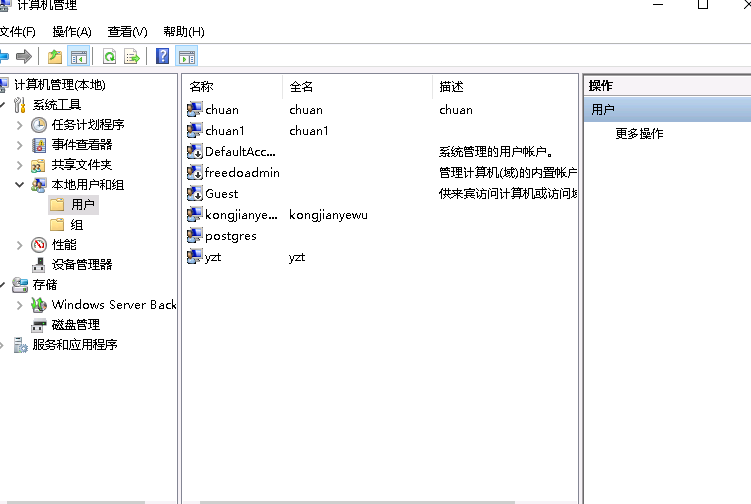 计算机管理
文件(F) 操作(A) 查看(V) 帮助(H)
计算机管理(本地)
系统工具
任务计划程序
事件查看器
共享文件夹
本地用户和组
用户
组
性能
设备管理器
存储
Windows Server Back
磁盘管理
服务和应用程序
名称 全名 描述
chuan chuan chuan
chuan1 chuan1
DefaultAcc... 系统管理的用户帐户。
freedoadmin 管理计算机(域)的内置帐户
Guest 供来宾访问计算机或访问域
kongjianye... kongjianyewu
postgres
yzt yzt
操作
用户
更多操作